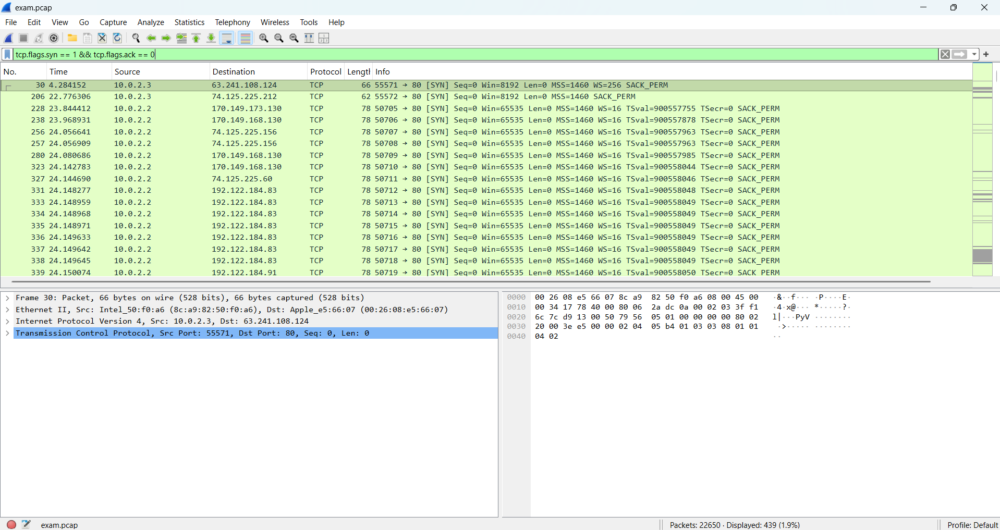 exam.pcap
File Edit View Go Capture Analyze Statistics Telephony Wireless Tools Help
tcp.flags.syn == 1 && tcp.flags.ack == 0
No. Time Source Destination Protocol Length Info
30 4.284152 10.0.2.3 63.241.108.124 TCP 66 55571 → 80 [SYN] Seq=0 Win=8192 Len=0 MSS=1460 WS=256 SACK_PERM
206 22.776306 10.0.2.3 74.125.225.212 TCP 62 55572 → 80 [SYN] Seq=0 Win=8192 Len=0 MSS=1460 SACK_PERM
228 23.844412 10.0.2.2 170.149.173.130 TCP 78 50705 → 80 [SYN] Seq=0 Win=65535 Len=0 MSS=1460 WS=16 TSval=900557755 TSecr=0 SACK_PERM
238 23.968931 10.0.2.2 170.149.168.130 TCP 78 50706 → 80 [SYN] Seq=0 Win=65535 Len=0 MSS=1460 WS=16 TSval=900557878 TSecr=0 SACK_PERM
256 24.056641 10.0.2.2 74.125.225.156 TCP 78 50707 → 80 [SYN] Seq=0 Win=65535 Len=0 MSS=1460 WS=16 TSval=900557963 TSecr=0 SACK_PERM
257 24.056909 10.0.2.2 74.125.225.156 TCP 78 50708 → 80 [SYN] Seq=0 Win=65535 Len=0 MSS=1460 WS=16 TSval=900557963 TSecr=0 SACK_PERM
280 24.080686 10.0.2.2 170.149.168.130 TCP 78 50709 → 80 [SYN] Seq=0 Win=65535 Len=0 MSS=1460 WS=16 TSval=900557985 TSecr=0 SACK_PERM
323 24.142783 10.0.2.2 170.149.168.130 TCP 78 50710 → 80 [SYN] Seq=0 Win=65535 Len=0 MSS=1460 WS=16 TSval=900558044 TSecr=0 SACK_PERM
327 24.144690 10.0.2.2 74.125.225.60 TCP 78 50711 → 80 [SYN] Seq=0 Win=65535 Len=0 MSS=1460 WS=16 TSval=900558046 TSecr=0 SACK_PERM
331 24.148277 10.0.2.2 192.122.184.83 TCP 78 50712 → 80 [SYN] Seq=0 Win=65535 Len=0 MSS=1460 WS=16 TSval=900558048 TSecr=0 SACK_PERM
333 24.148959 10.0.2.2 192.122.184.83 TCP 78 50713 → 80 [SYN] Seq=0 Win=65535 Len=0 MSS=1460 WS=16 TSval=900558049 TSecr=0 SACK_PERM
334 24.148968 10.0.2.2 192.122.184.83 TCP 78 50714 → 80 [SYN] Seq=0 Win=65535 Len=0 MSS=1460 WS=16 TSval=900558049 TSecr=0 SACK_PERM
335 24.148971 10.0.2.2 192.122.184.83 TCP 78 50715 → 80 [SYN] Seq=0 Win=65535 Len=0 MSS=1460 WS=16 TSval=900558049 TSecr=0 SACK_PERM
336 24.149633 10.0.2.2 192.122.184.83 TCP 78 50716 → 80 [SYN] Seq=0 Win=65535 Len=0 MSS=1460 WS=16 TSval=900558049 TSecr=0 SACK_PERM
337 24.149642 10.0.2.2 192.122.184.83 TCP 78 50717 → 80 [SYN] Seq=0 Win=65535 Len=0 MSS=1460 WS=16 TSval=900558049 TSecr=0 SACK_PERM
338 24.149645 10.0.2.2 192.122.184.83 TCP 78 50718 → 80 [SYN] Seq=0 Win=65535 Len=0 MSS=1460 WS=16 TSval=900558049 TSecr=0 SACK_PERM
339 24.150074 10.0.2.2 192.122.184.91 TCP 78 50719 → 80 [SYN] Seq=0 Win=65535 Len=0 MSS=1460 WS=16 TSval=900558050 TSecr=0 SACK_PERM
Frame 30: Packet, 66 bytes on wire (528 bits), 66 bytes captured (528 bits)
Ethernet II, Src: Intel_50:f0:a6 (8c:a9:82:50:f0:a6), Dst: Apple_e5:66:07 (00:26:08:e5:66:07)
Internet Protocol Version 4, Src: 10.0.2.3, Dst: 63.241.108.124
Transmission Control Protocol, Src Port: 55571, Dst Port: 80, Seq: 0, Len: 0
0000 00 26 08 e5 66 07 8c a9 82 50 f0 a6 08 00 45 00 ·&··f··· ·P····E·
0010 00 34 17 78 40 00 80 06 2a dc 0a 00 02 03 3f f1 ·4·x@··· *·····?·
0020 6c 7c d9 13 00 50 79 56 05 01 00 00 00 00 80 02 l|···PyV ········
0030 20 00 3e e5 00 00 02 04 05 b4 01 03 03 08 01 01 ·>····· ········
0040 04 02 ··
exam.pcap
Packets: 22650 · Displayed: 439 (1.9%)
Profile: Default